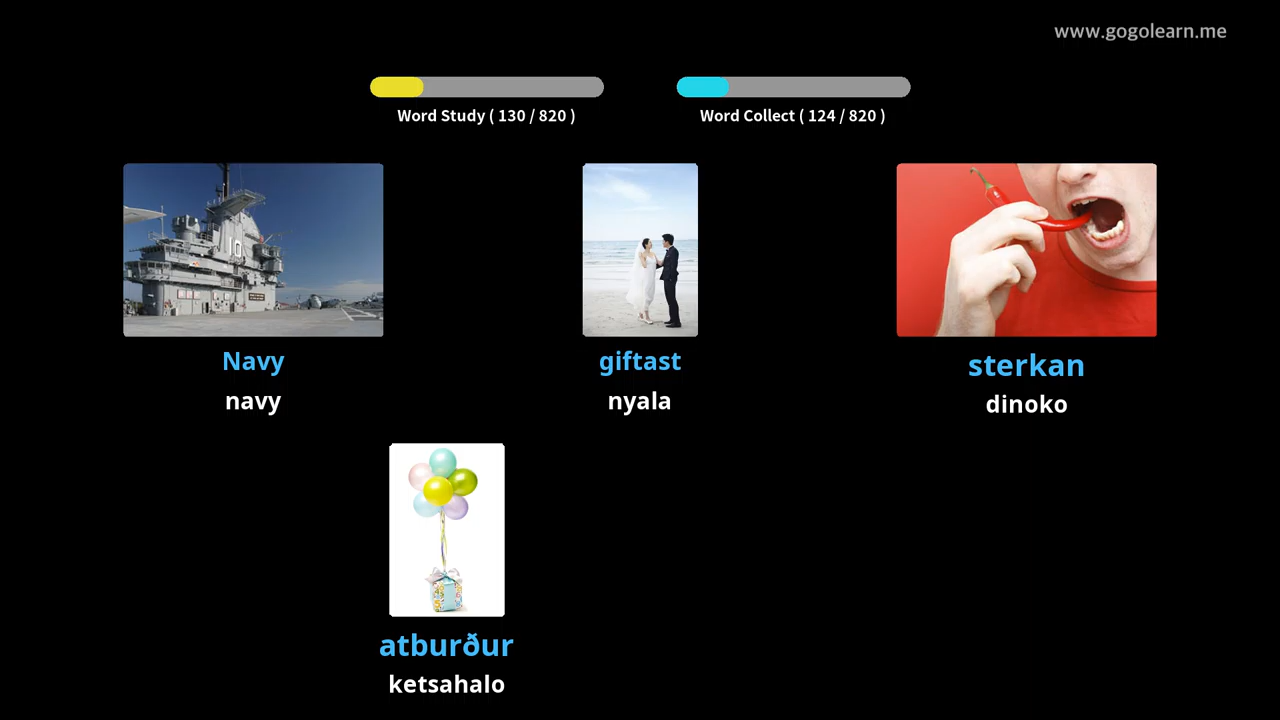 www.gogolearn.me
Word Study ( 130 / 820 )
Word Collect ( 124 / 820 )
10
Navy
navy
giftast
nyala
sterkan
dinoko
atburður
ketsahalo